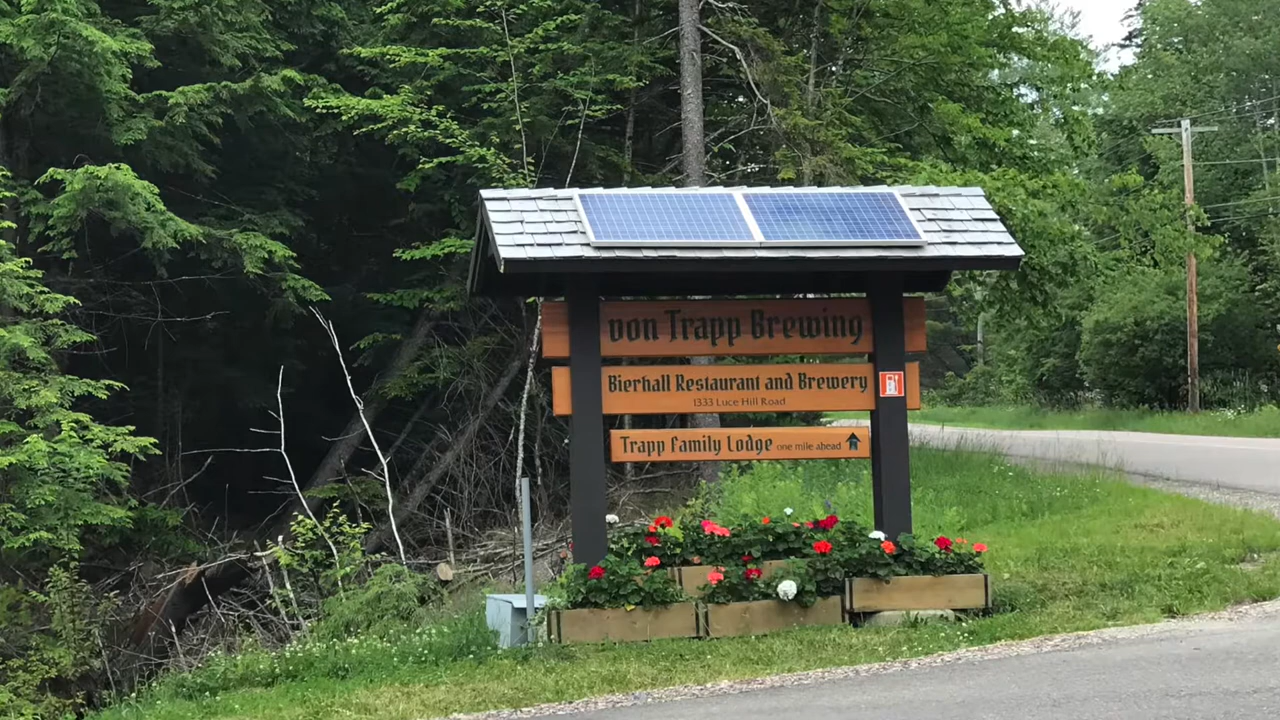 von Trapp Brewing
Bierhall Restaurant and Brewery
1333 Luce Hill Road
Trapp Family Lodge one mile ahead